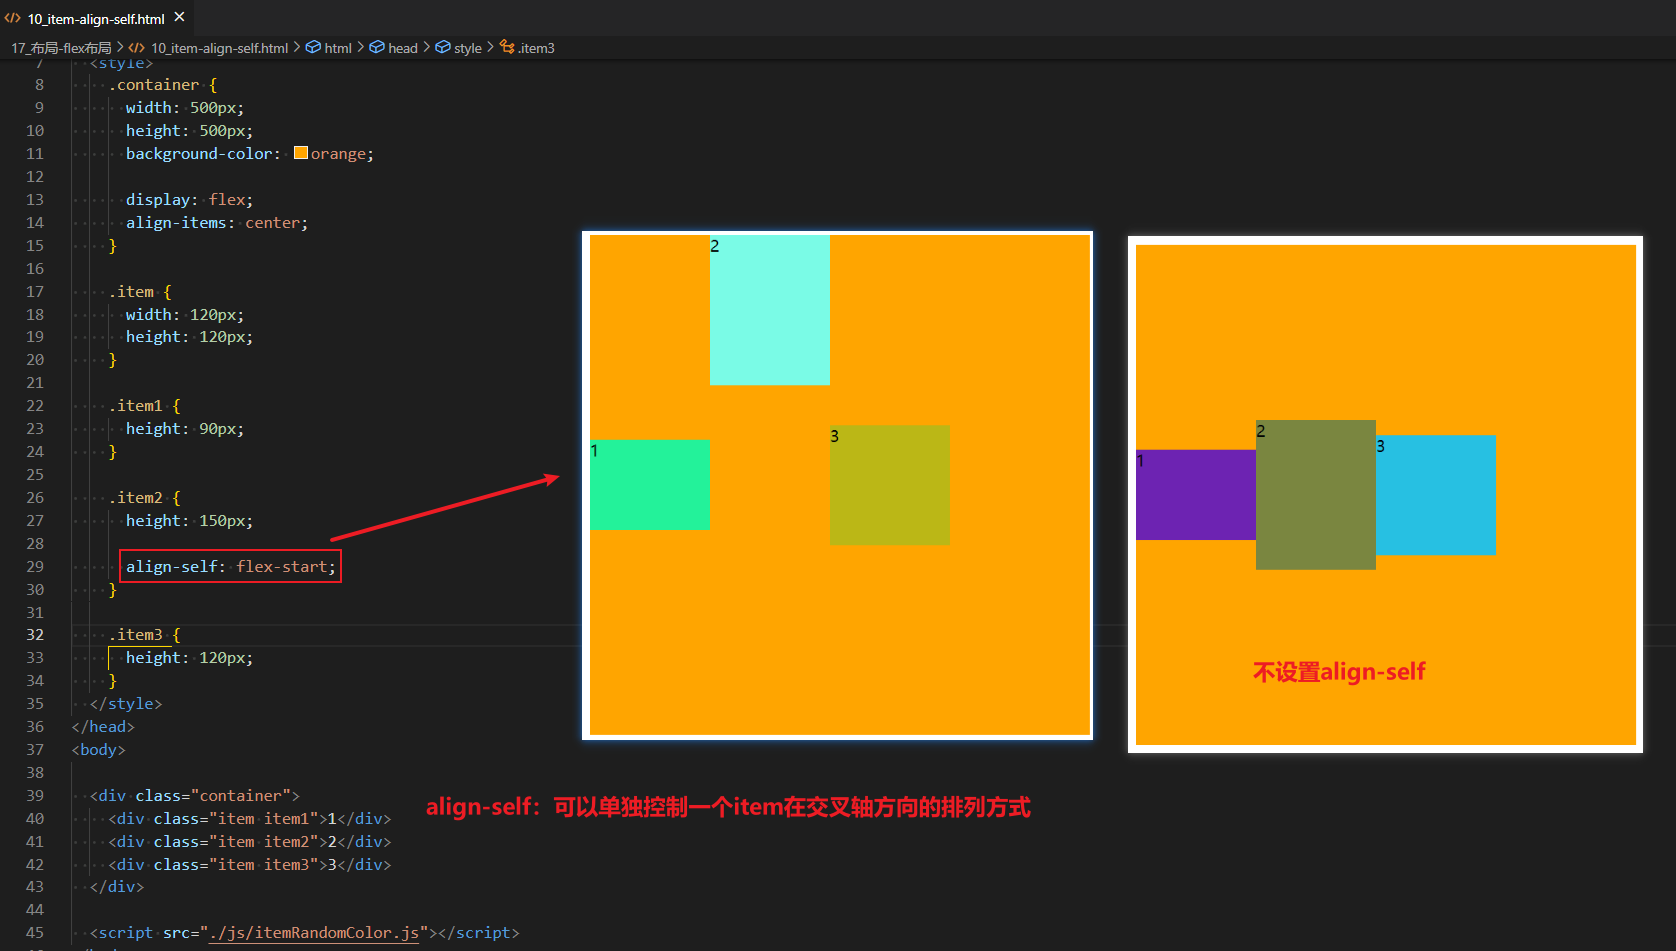 10_item-align-self.html
17_布局-flex布局 > 10_item-align-self.html > html > head > style > .item3
7 <style>
8 .container {
9 width: 500px;
10 height: 500px;
11 background-color: orange;
12
13 display: flex;
14 align-items: center;
15 }
16
17 .item {
18 width: 120px;
19 height: 120px;
20 }
21
22 .item1 {
23 height: 90px;
24 }
25
26 .item2 {
27 height: 150px;
28
29 align-self: flex-start;
30 }
31
32 .item3 {
33 height: 120px;
34 }
35 </style>
36 </head>
37 <body>
38
39 <div class="container">
40 <div class="item item1">1</div>
41 <div class="item item2">2</div>
42 <div class="item item3">3</div>
43 </div>
44
45 <script src="./js/itemRandomColor.js"></script>
2
1
3
2
1
3
不设置align-self
align-self：可以单独控制一个item在交叉轴方向的排列方式